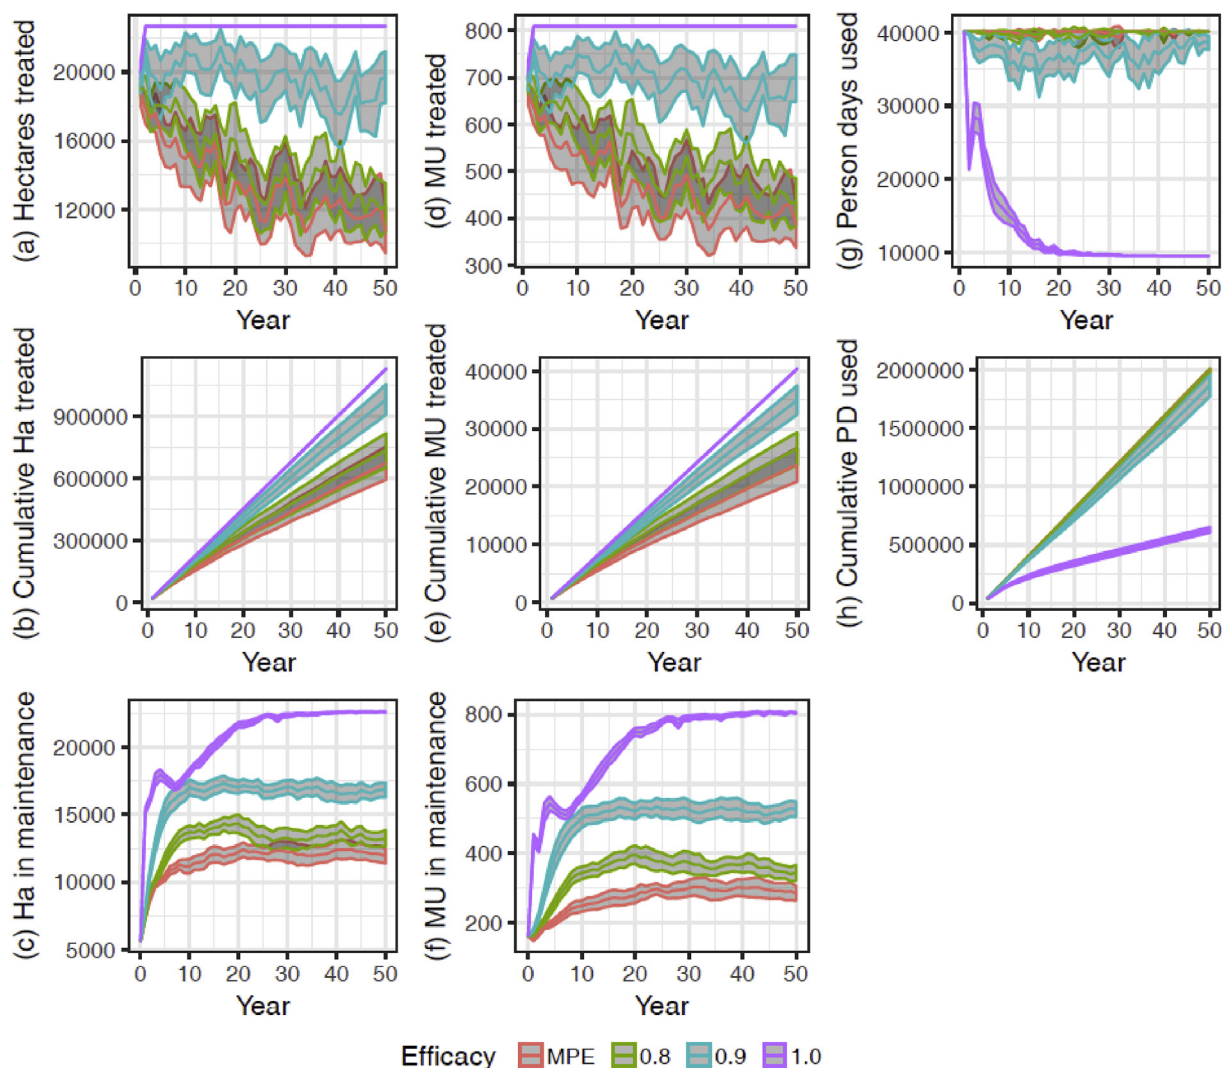 (a) Hectares treated
20000
16000
12000
0 10 20 30 40 50
Year
(d) MU treated
800
700
600
500
400
300
0 10 20 30 40 50
Year
(g) Person days used
40000
30000
20000
10000
0 10 20 30 40 50
Year
(b) Cumulative Ha treated
900000
600000
300000
0
0 10 20 30 40 50
Year
(e) Cumulative MU treated
40000
30000
20000
10000
0
0 10 20 30 40 50
Year
(h) Cumulative PD used
2000000
1500000
1000000
500000
0
0 10 20 30 40 50
Year
(c) Ha in maintenance
20000
15000
10000
5000
0 10 20 30 40 50
Year
(f) MU in maintenance
800
600
400
200
0 10 20 30 40 50
Year
Efficacy MPE 0.8 0.9 1.0